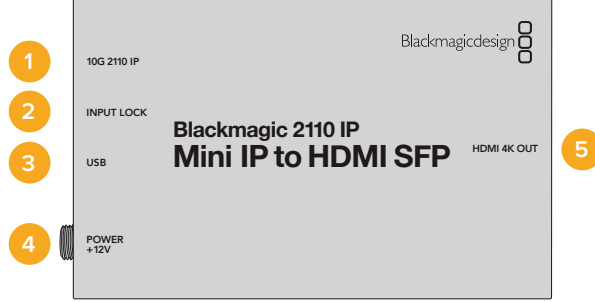 Blackmagicdesign
1
10G 2110 IP
2
INPUT LOCK
Blackmagic 2110 IP
Mini IP to HDMI SFP
3
USB
HDMI 4K OUT
5
4
POWER
+12V